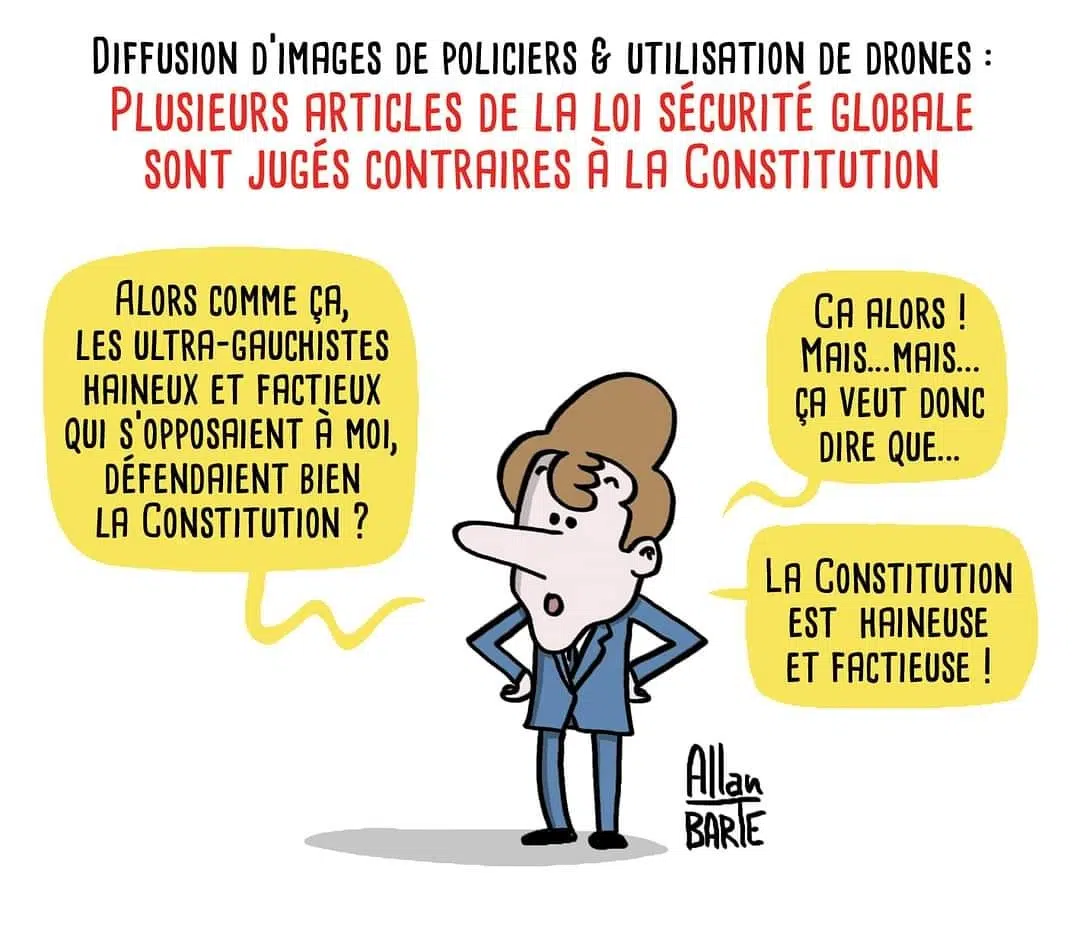 Diffusion d'images de policiers & utilisation de drones :
Plusieurs articles de la loi sécurité globale
sont jugés contraires à la Constitution
Alors comme ça,
les ultra-gauchistes
haineux et factieux
qui s'opposaient à moi,
défendaient bien
la Constitution ?
Ca alors !
Mais...mais...
ça veut donc
dire que...
La Constitution
est haineuse
et factieuse !
Allan
BARTE